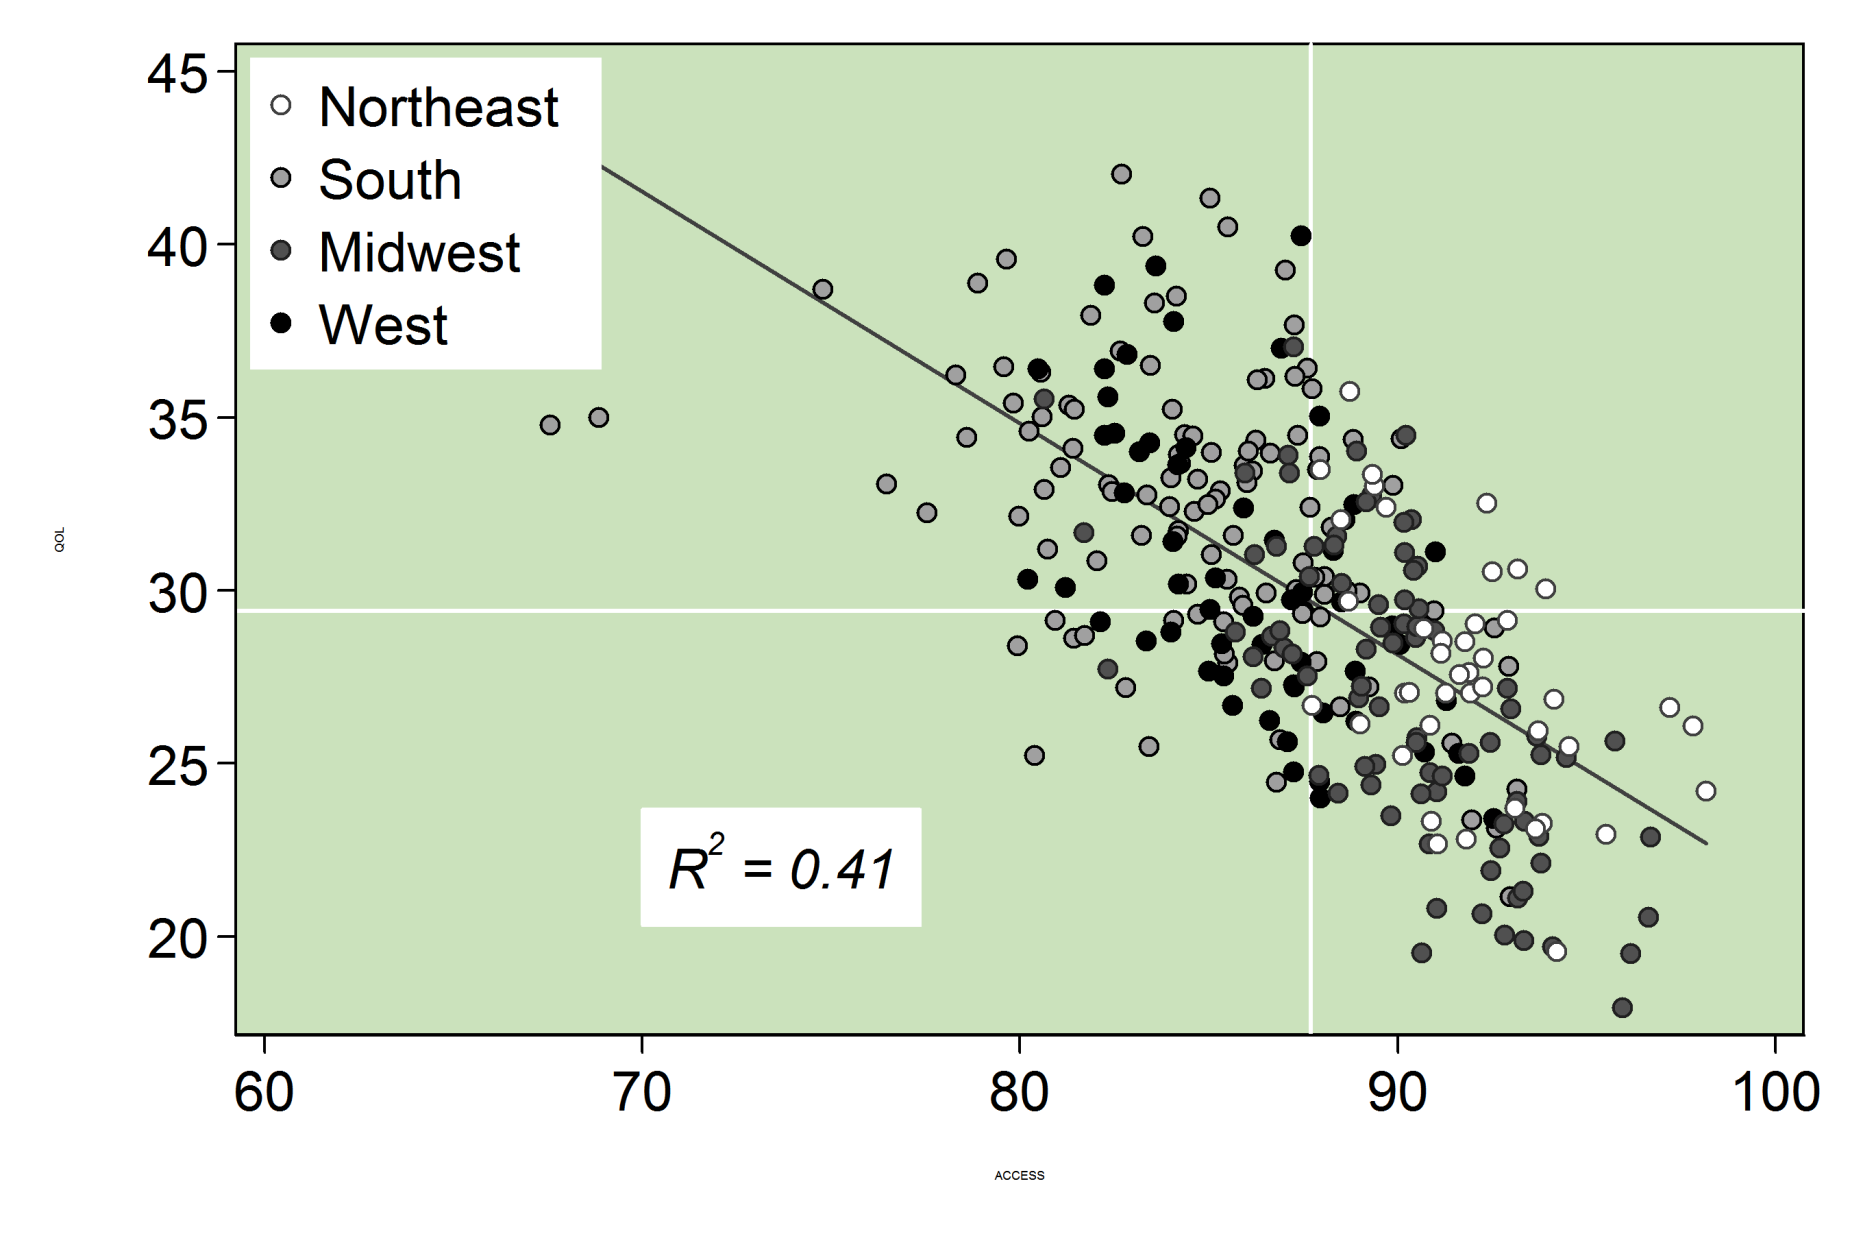 45
40
35
30
25
20
Northeast
South
Midwest
West
QOL
R² = 0.41
60 70 80 90 100
ACCESS